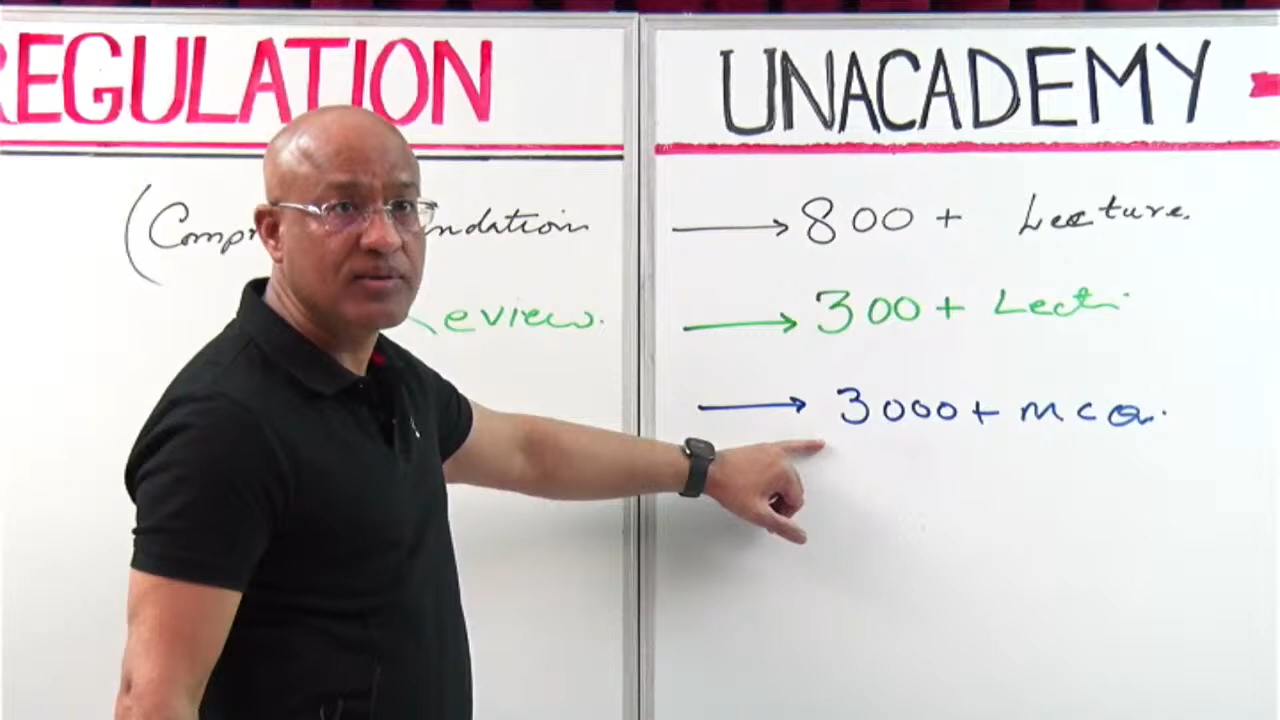 REGULATION UNACADEMY
(Comp ndation → 800+ Lecture.
eview. → 300+ Lect.
→ 3000+ MCQ.